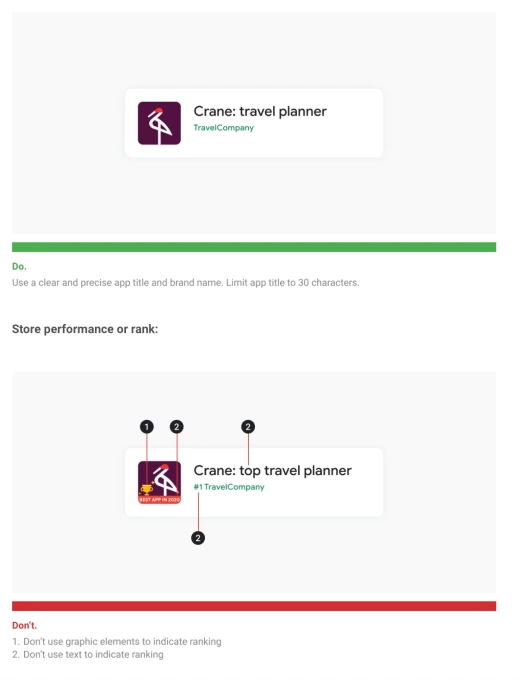 Crane: travel planner
TravelCompany
Do.
Use a clear and precise app title and brand name. Limit app title to 30 characters.
Store performance or rank:
1 2 2
Crane: top travel planner
#1 TravelCompany
BEST APP IN 2020
2
Don't.
1. Don't use graphic elements to indicate ranking
2. Don't use text to indicate ranking